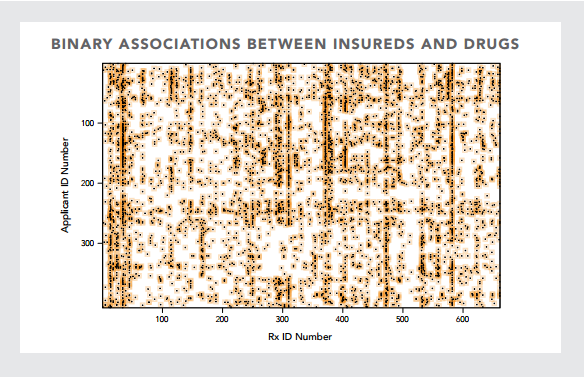 BINARY ASSOCIATIONS BETWEEN INSUREDS AND DRUGS
Applicant ID Number
100
200
300
100 200 300 400 500 600
Rx ID Number